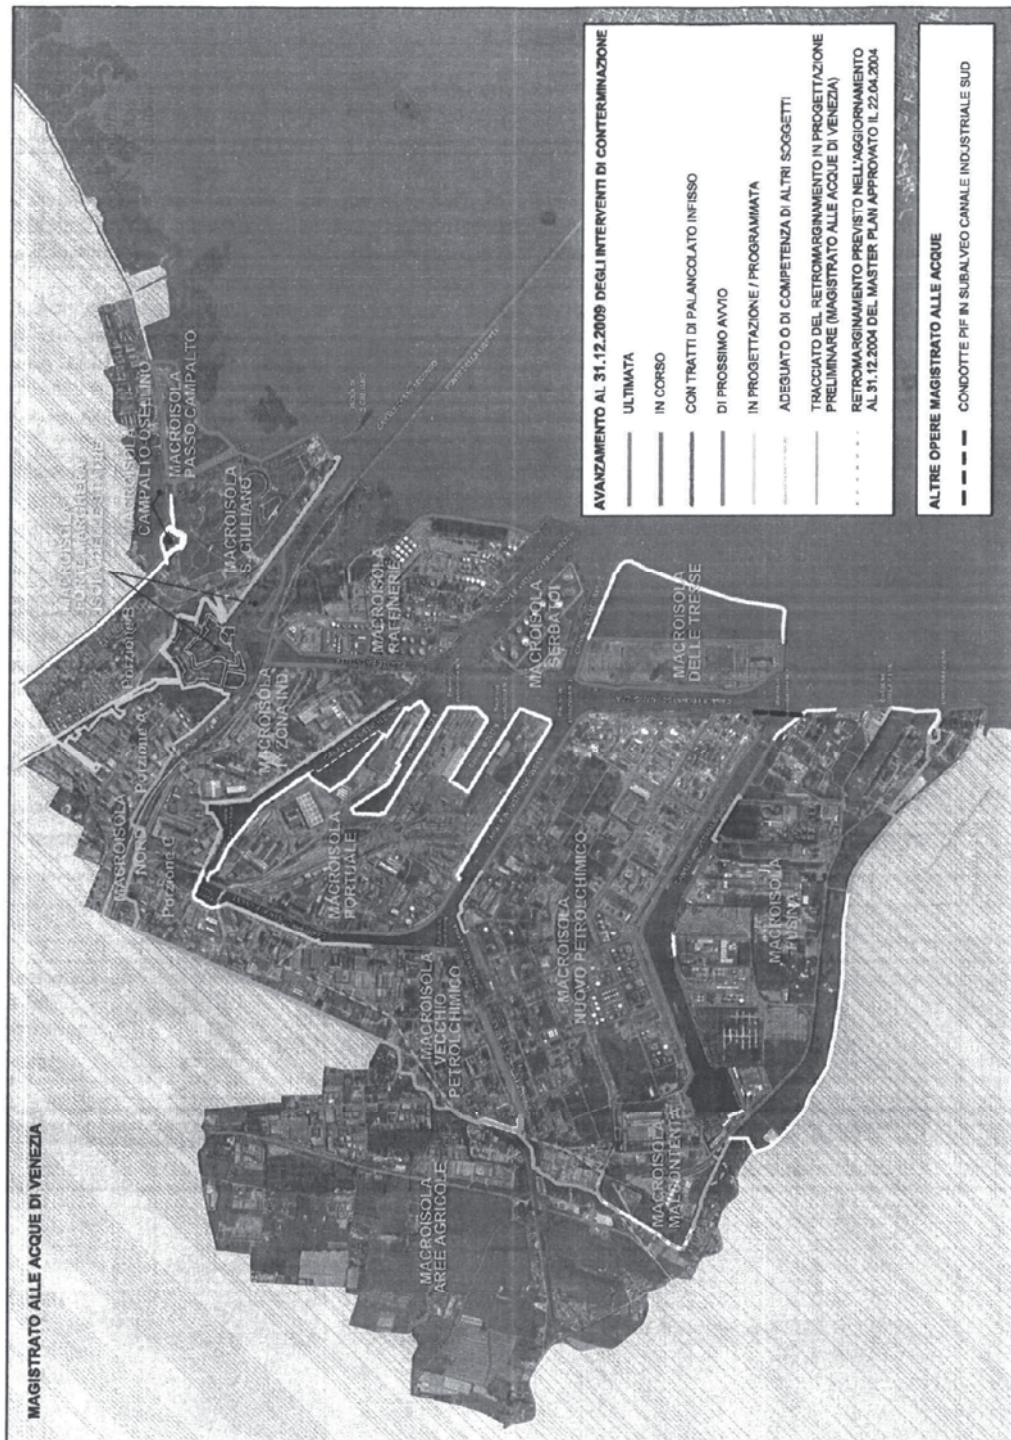 MAGISTRATO ALLE ACQUE DI VENEZIA
AVANZAMENTO AL 31.12.2009 DEGLI INTERVENTI DI CONTERMINAZIONE
ULTIMATA
IN CORSO
CON TRATTI DI PALANCOLATO INFISSO
DI PROSSIMO AVVIO
IN PROGETTAZIONE / PROGRAMMATA
ADEGUATO O DI COMPETENZA DI ALTRI SOGGETTI
TRACCIATO DEL RETROMARGINAMENTO IN PROGETTAZIONE
PRELIMINARE (MAGISTRATO ALLE ACQUE DI VENEZIA)
RETROMARGINAMENTO PREVISTO NELL'AGGIORNAMENTO
AL 31.12.2004 DEL MASTER PLAN APPROVATO IL 22.04.2004
ALTRE OPERE MAGISTRATO ALLE ACQUE
CONDOTTE PIF IN SUBALVEO CANALE INDUSTRIALE SUD
MACROISOLA
CAMPALTO OSELLINO
MACROISOLA
PASSO CAMPALTO
MACROISOLA
S.GIULIANO
Porzione B
Porzione A
MACROISOLA
NORD
Porzione C
MACROISOLA
I ZONA IND.
MACROISOLA
RAFFINERIE
MACROISOLA
SERBATOI
MACROISOLA
DELLE TRESSE
MACROISOLA
PORTUALE
MACROISOLA
VECCHIO
PETROLCHIMICO
MACROISOLA
NUOVO PETROLCHIMICO
MACROISOLA
FUSINA
MACROISOLA
MALCONTENTA
MACROISOLA
AREE AGRICOLE